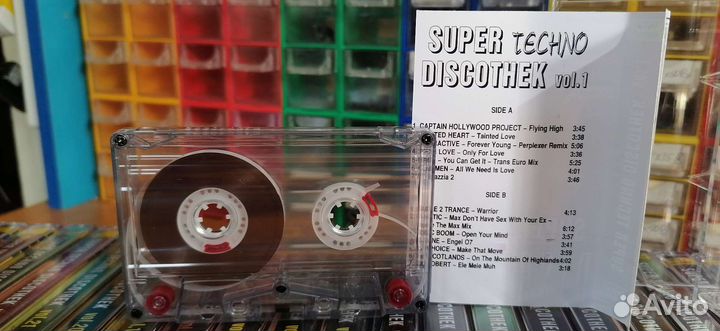 SUPER TECHNO
DISCOTHEK vol.1
SIDE A
CAPTAIN HOLLYWOOD PROJECT – Flying High 3:45
TED HEART – Tainted Love 3:38
RACTIVE – Forever Young – Perplexer Remix 5:06
LOVE – Only For Love 3:36
– You Can Get It – Trans Euro Mix 5:25
MEN – All We Need Is Love 4:01
azzia 2 3:46
SIDE B
E 2 TRANCE – Warrior 4:13
TIC – Max Don't Have Sex With Your Ex –
e The Max Mix 6:12
C BOOM – Open Your Mind 3:57
NE – Engel 07 3:41
HOICE – Make That Move 3:59
COTLANDS – On The Mountain Of Highlands 4:02
OBERT – Ele Mele Muh 3:18
Avito